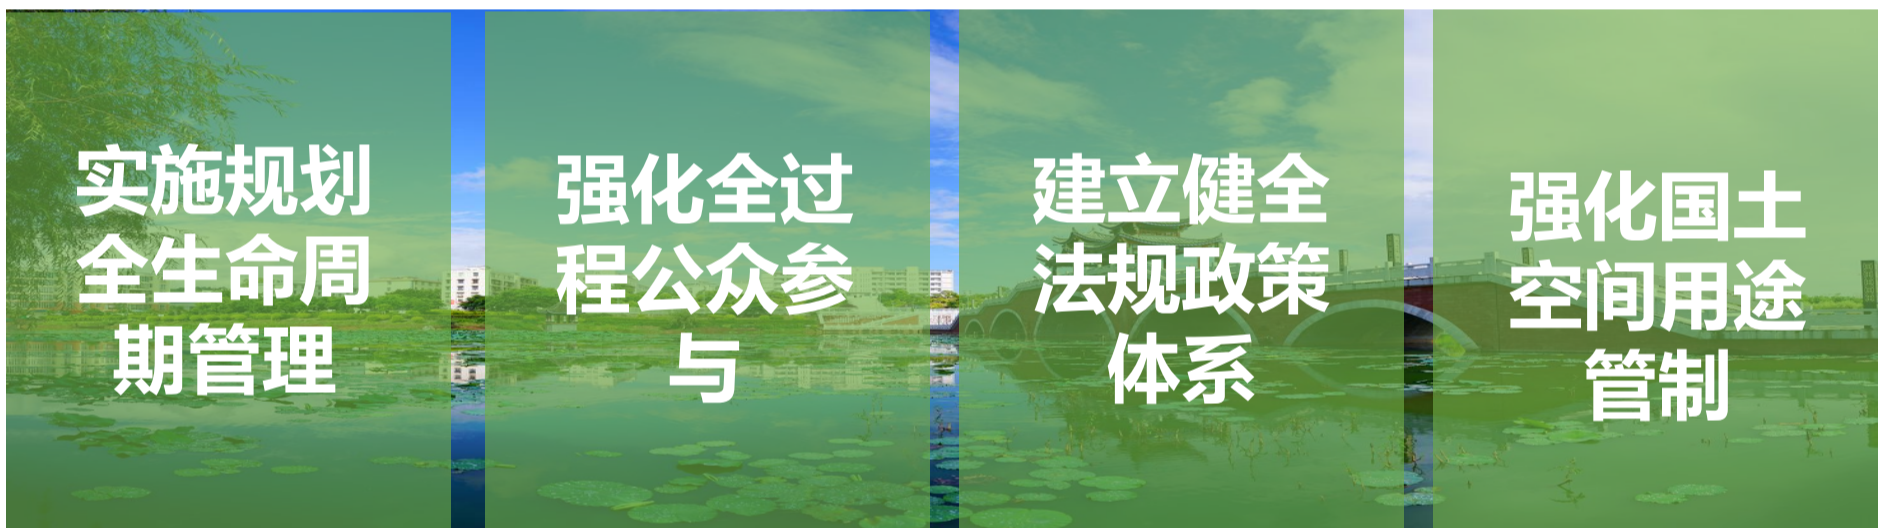 实施规划
全生命周
期管理
强化全过
程公众参
与
建立健全
法规政策
体系
强化国土
空间用途
管制